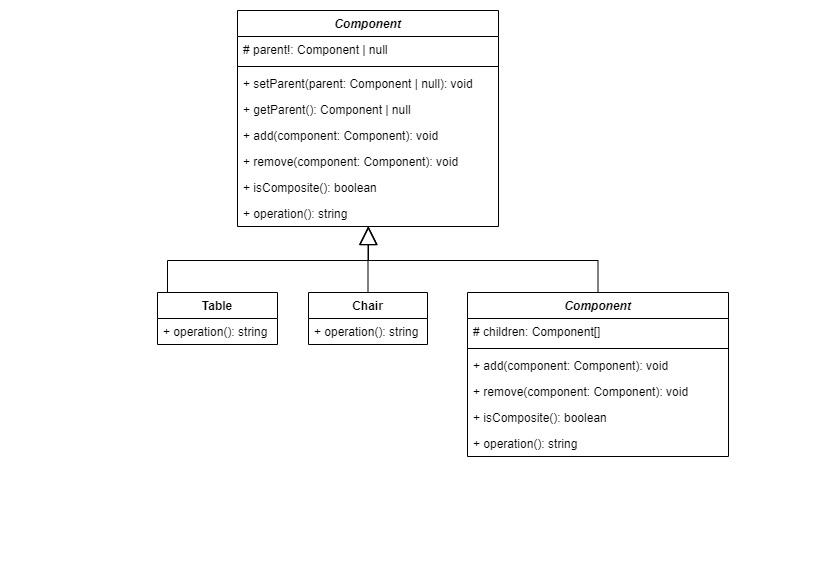 Component
# parent!: Component | null
+ setParent(parent: Component | null): void
+ getParent(): Component | null
+ add(component: Component): void
+ remove(component: Component): void
+ isComposite(): boolean
+ operation(): string
Table
+ operation(): string
Chair
+ operation(): string
Component
# children: Component[]
+ add(component: Component): void
+ remove(component: Component): void
+ isComposite(): boolean
+ operation(): string